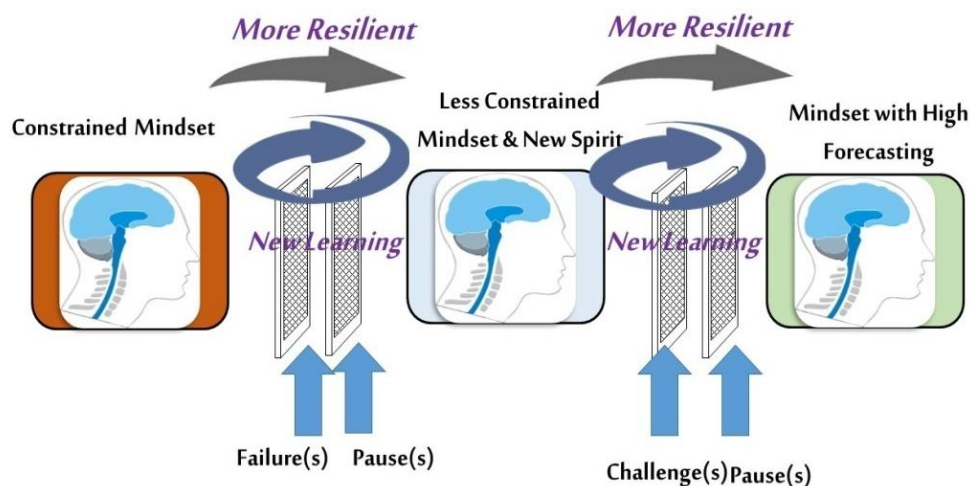 More Resilient
More Resilient
Constrained Mindset
Less Constrained
Mindset & New Spirit
Mindset with High
Forecasting
New Learning
New Learning
Failure(s)
Pause(s)
Challenge(s)
Pause(s)